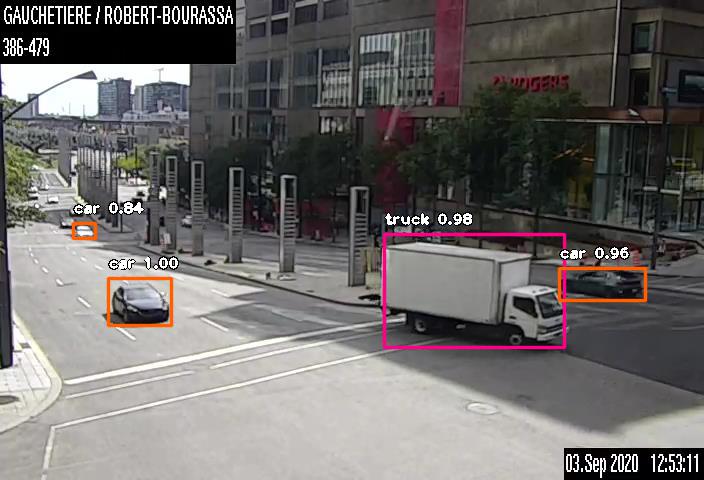 GAUCHETIERE / ROBERT-BOURASSA
386-479
ROGERS
car 0.84
truck 0.98
car 0.96
car 1.00
03.Sep 2020 12:53:11